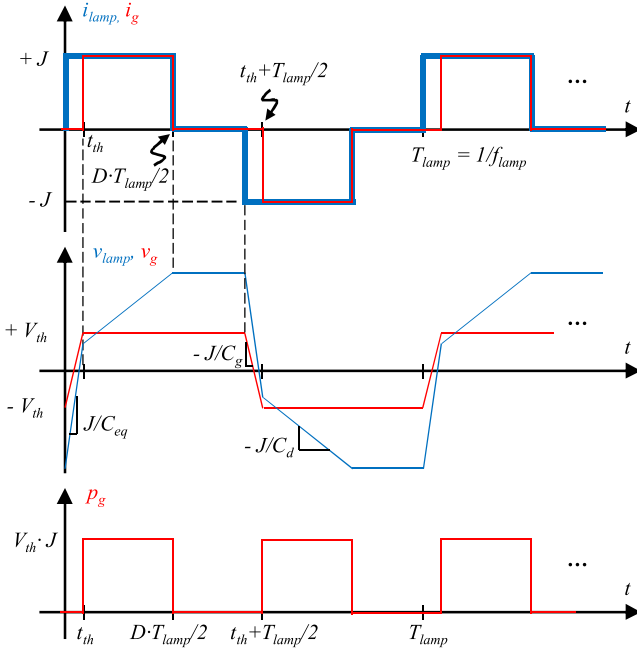 i_lamp, i_g
+ J
t_th+T_lamp/2
...
t
t_th
D·T_lamp/2
T_lamp = 1/f_lamp
- J
v_lamp, v_g
+ V_th
- J/C_g
...
t
- V_th
J/C_eq
- J/C_d
p_g
V_th·J
...
t
t_th
D·T_lamp/2
t_th+T_lamp/2
T_lamp